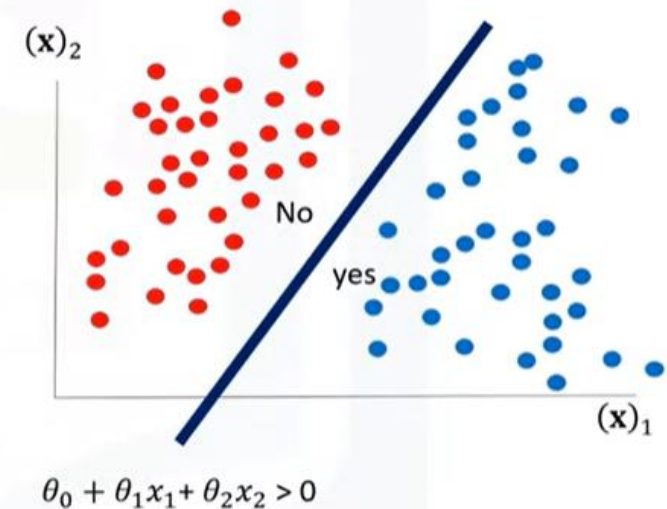 (𝐱)₂
No
yes
(𝐱)₁
θ₀ + θ₁x₁+ θ₂x₂ > 0